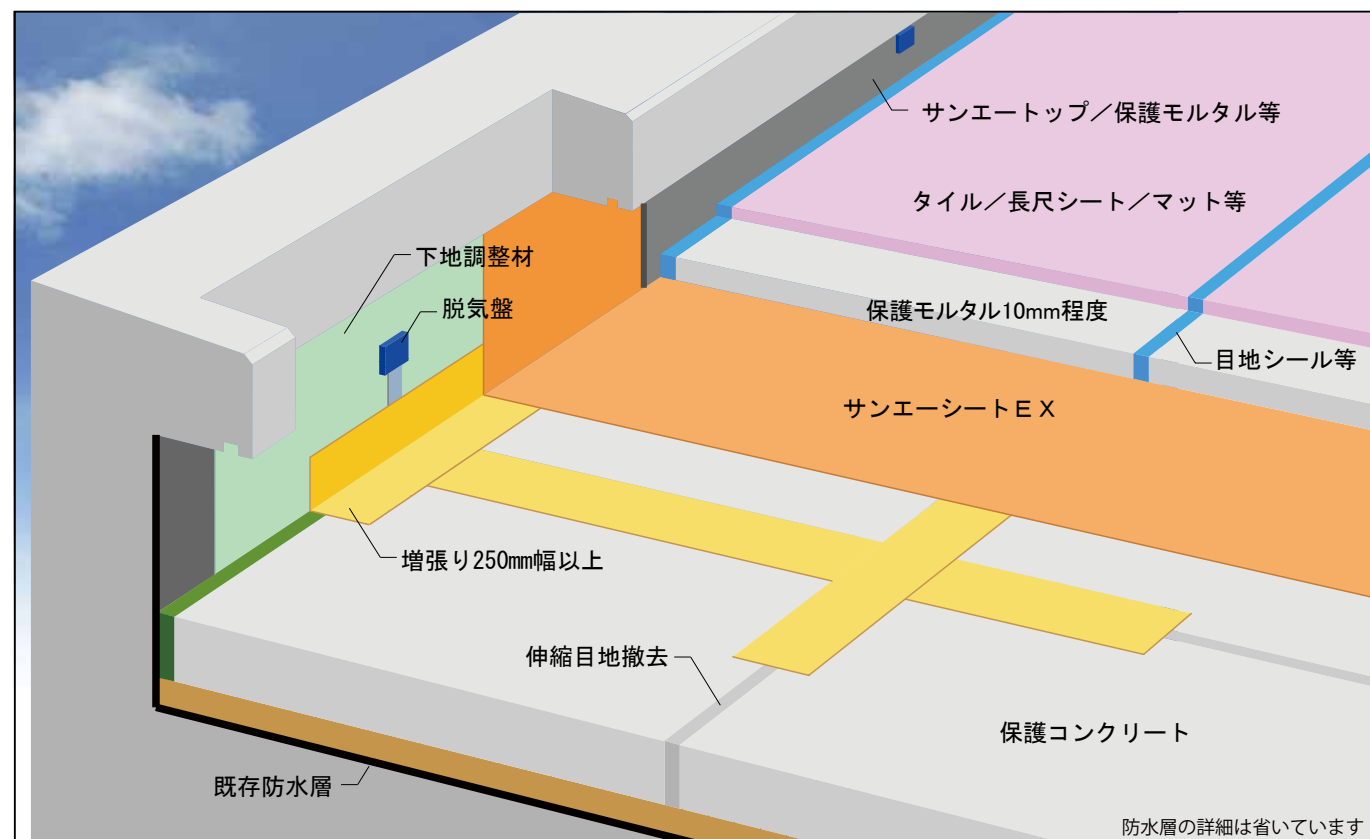 サンエートップ／保護モルタル等
タイル／長尺シート／マット等
下地調整材
脱気盤
保護モルタル10mm程度
目地シール等
サンエーシートＥＸ
増張り250mm幅以上
伸縮目地撤去
保護コンクリート
既存防水層
防水層の詳細は省いています